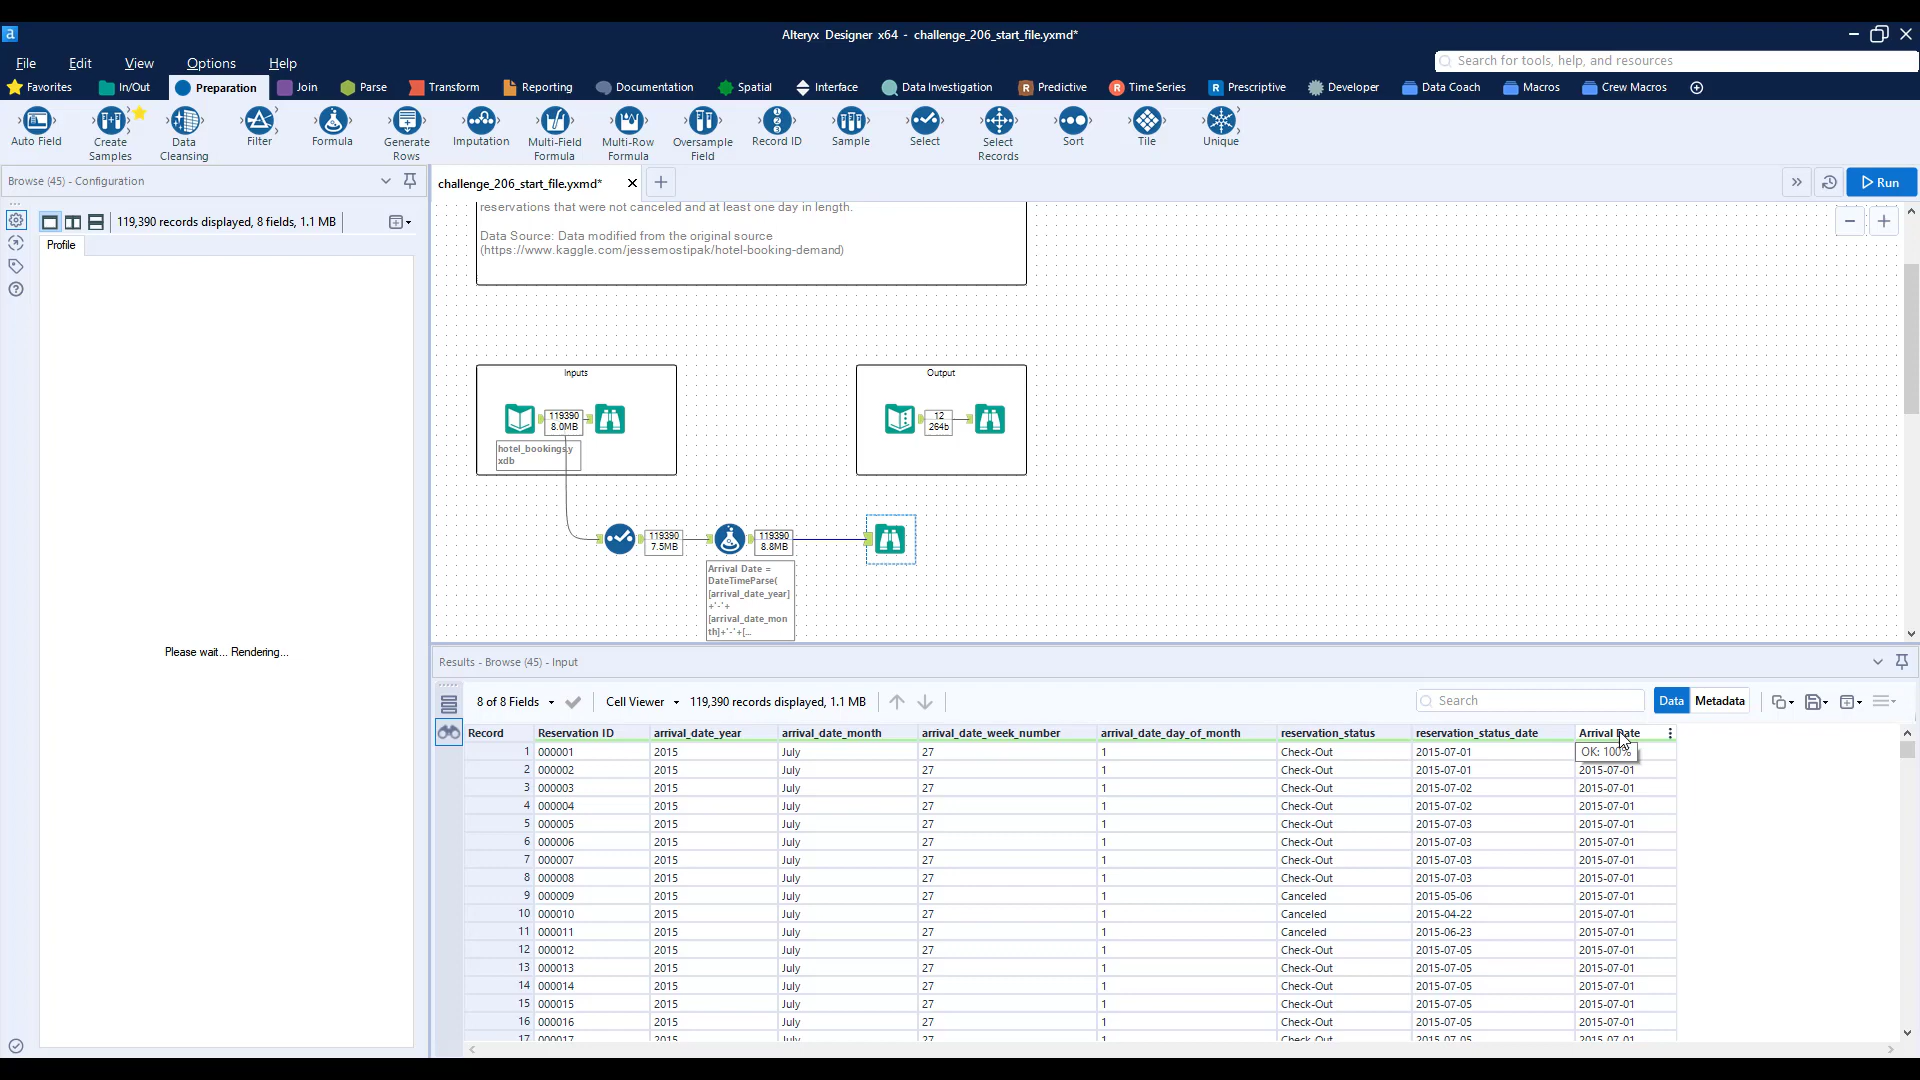 Alteryx Designer x64 - challenge_206_start_file.yxmd*
File Edit View Options Help
Search for tools, help, and resources
Favorites In/Out Preparation Join Parse Transform Reporting Documentation Spatial Interface Data Investigation Predictive Time Series Prescriptive Developer Data Coach Macros Crew Macros
Auto Field
Create Samples
Data Cleansing
Filter
Formula
Generate Rows
Imputation
Multi-Field Formula
Multi-Row Formula
Oversample Field
Record ID
Sample
Select
Select Records
Sort
Tile
Unique
Browse (45) - Configuration
challenge_206_start_file.yxmd*
Run
119,390 records displayed, 8 fields, 1.1 MB
Profile
Please wait... Rendering...
reservations that were not canceled and at least one day in length.
Data Source: Data modified from the original source
(https://www.kaggle.com/jessemostipak/hotel-booking-demand)
Inputs
119390
8.0MB
hotel_bookings.y
xdb
Output
12
264b
119390
7.5MB
119390
8.8MB
Arrival Date =
DateTimeParse(
[arrival_date_year]
+'-'+
[arrival_date_mon
th]+'-'+[...
Results - Browse (45) - Input
8 of 8 Fields Cell Viewer 119,390 records displayed, 1.1 MB Search Data Metadata
Record Reservation ID arrival_date_year arrival_date_month arrival_date_week_number arrival_date_day_of_month reservation_status reservation_status_date Arrival Date
1 000001 2015 July 27 1 Check-Out 2015-07-01 OK: 100%
2 000002 2015 July 27 1 Check-Out 2015-07-01 2015-07-01
3 000003 2015 July 27 1 Check-Out 2015-07-02 2015-07-01
4 000004 2015 July 27 1 Check-Out 2015-07-02 2015-07-01
5 000005 2015 July 27 1 Check-Out 2015-07-03 2015-07-01
6 000006 2015 July 27 1 Check-Out 2015-07-03 2015-07-01
7 000007 2015 July 27 1 Check-Out 2015-07-03 2015-07-01
8 000008 2015 July 27 1 Check-Out 2015-07-03 2015-07-01
9 000009 2015 July 27 1 Canceled 2015-05-06 2015-07-01
10 000010 2015 July 27 1 Canceled 2015-04-22 2015-07-01
11 000011 2015 July 27 1 Canceled 2015-06-23 2015-07-01
12 000012 2015 July 27 1 Check-Out 2015-07-05 2015-07-01
13 000013 2015 July 27 1 Check-Out 2015-07-05 2015-07-01
14 000014 2015 July 27 1 Check-Out 2015-07-05 2015-07-01
15 000015 2015 July 27 1 Check-Out 2015-07-05 2015-07-01
16 000016 2015 July 27 1 Check-Out 2015-07-05 2015-07-01
17 000017 2015 July 27 1 Check-Out 2015-07-05 2015-07-01